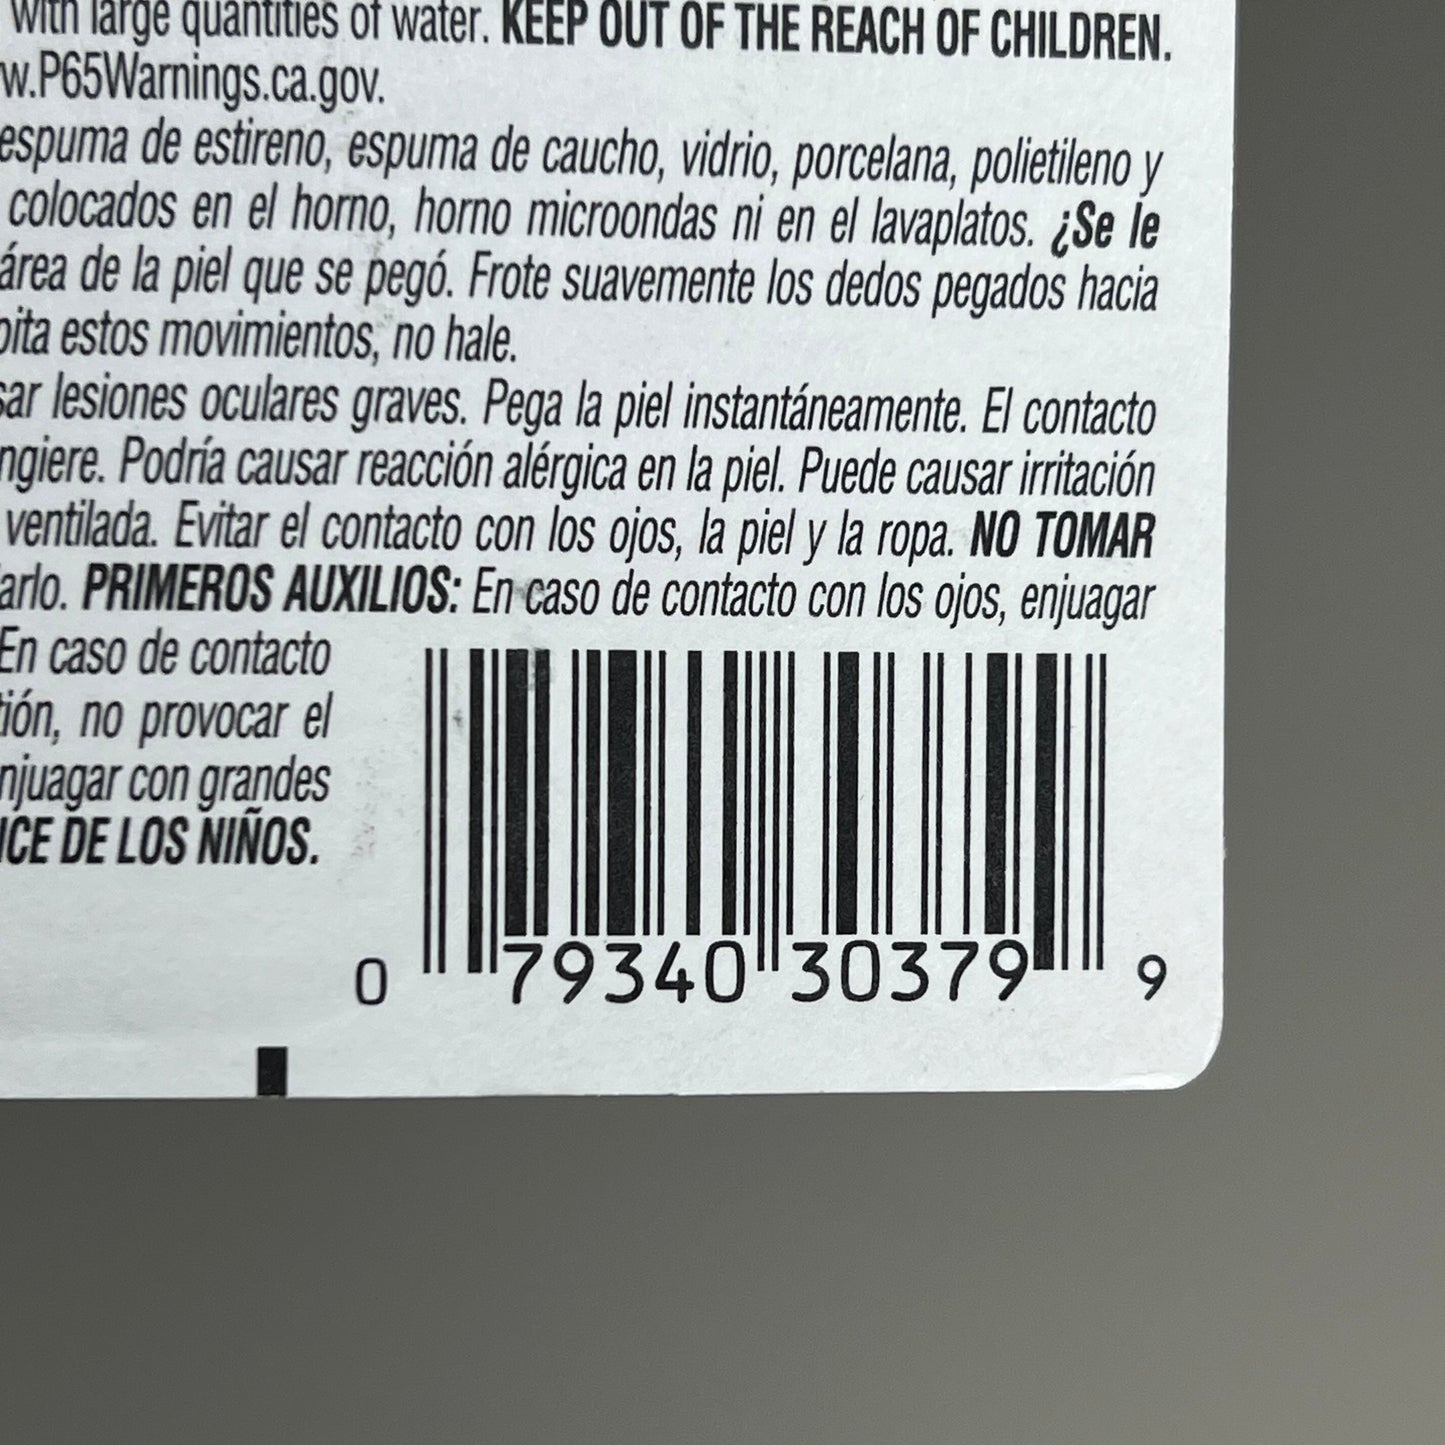 with large quantities of water. KEEP OUT OF THE REACH OF CHILDREN.
w.P65Warnings.ca.gov.
espuma de estireno, espuma de caucho, vidrio, porcelana, polietileno y
colocados en el horno, horno microondas ni en el lavaplatos. ¿Se le
área de la piel que se pegó. Frote suavemente los dedos pegados hacia
pita estos movimientos, no hale.
sar lesiones oculares graves. Pega la piel instantáneamente. El contacto
ngiere. Podría causar reacción alérgica en la piel. Puede causar irritación
ventilada. Evitar el contacto con los ojos, la piel y la ropa. NO TOMAR
arlo. PRIMEROS AUXILIOS: En caso de contacto con los ojos, enjuagar
En caso de contacto
tión, no provocar el
njuagar con grandes
NCE DE LOS NIÑOS.
0 79340 30379 9